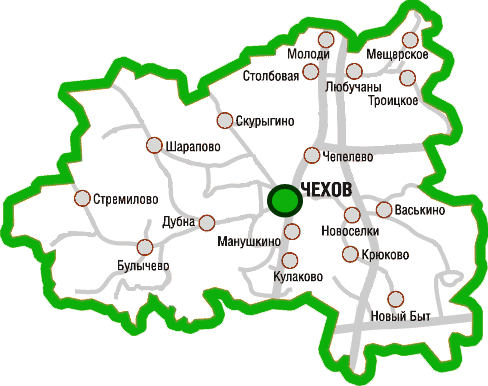 Молоди
Мещерское
Столбовая
Любучаны
Троицкое
Скурыгино
Шарапово
Чепелево
ЧЕХОВ
Стремилово
Васькино
Дубна
Новоселки
Манушкино
Крюково
Булычево
Кулаково
Новый Быт